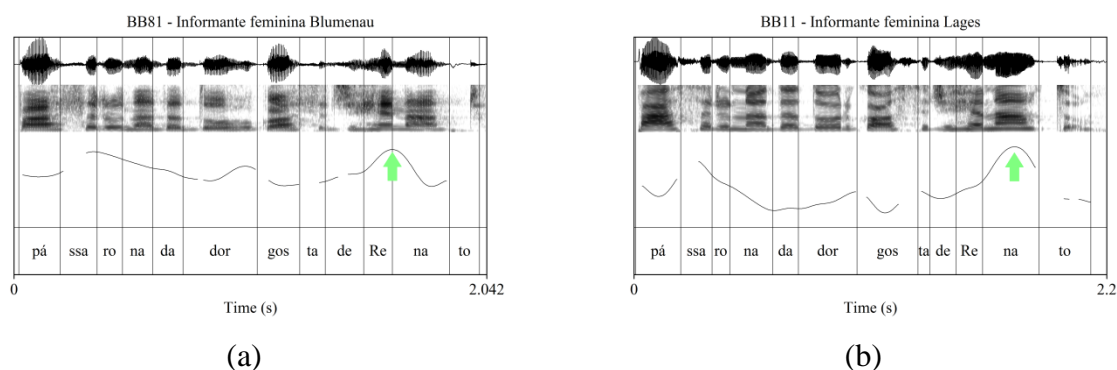 BB81 - Informante feminina Blumenau
pá ssa ro na da dor gos ta de Re na to
0 2.042
Time (s)
(a)
BB11 - Informante feminina Lages
pá ssa ro na da dor gos ta de Re na to
0 2.2
Time (s)
(b)